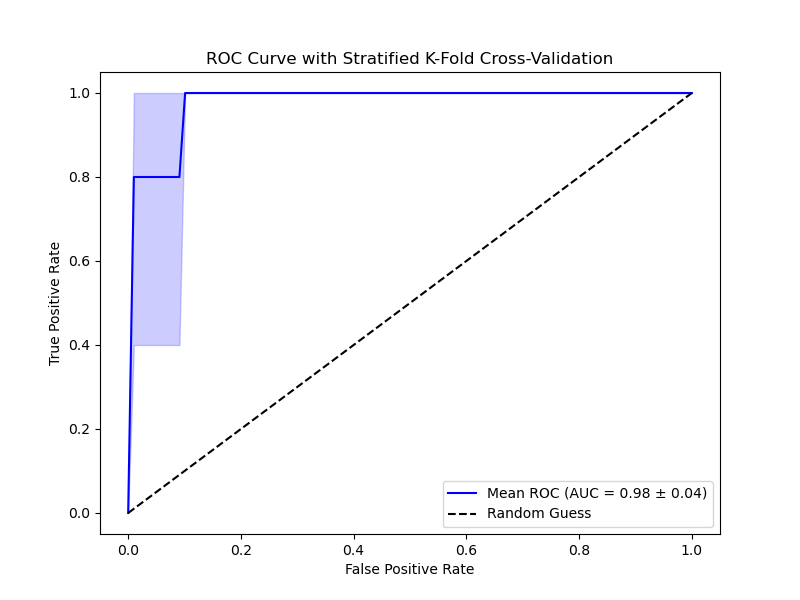 ROC Curve with Stratified K-Fold Cross-Validation
True Positive Rate
1.0
0.8
0.6
0.4
0.2
0.0
0.0 0.2 0.4 0.6 0.8 1.0
False Positive Rate
Mean ROC (AUC = 0.98 ± 0.04)
Random Guess